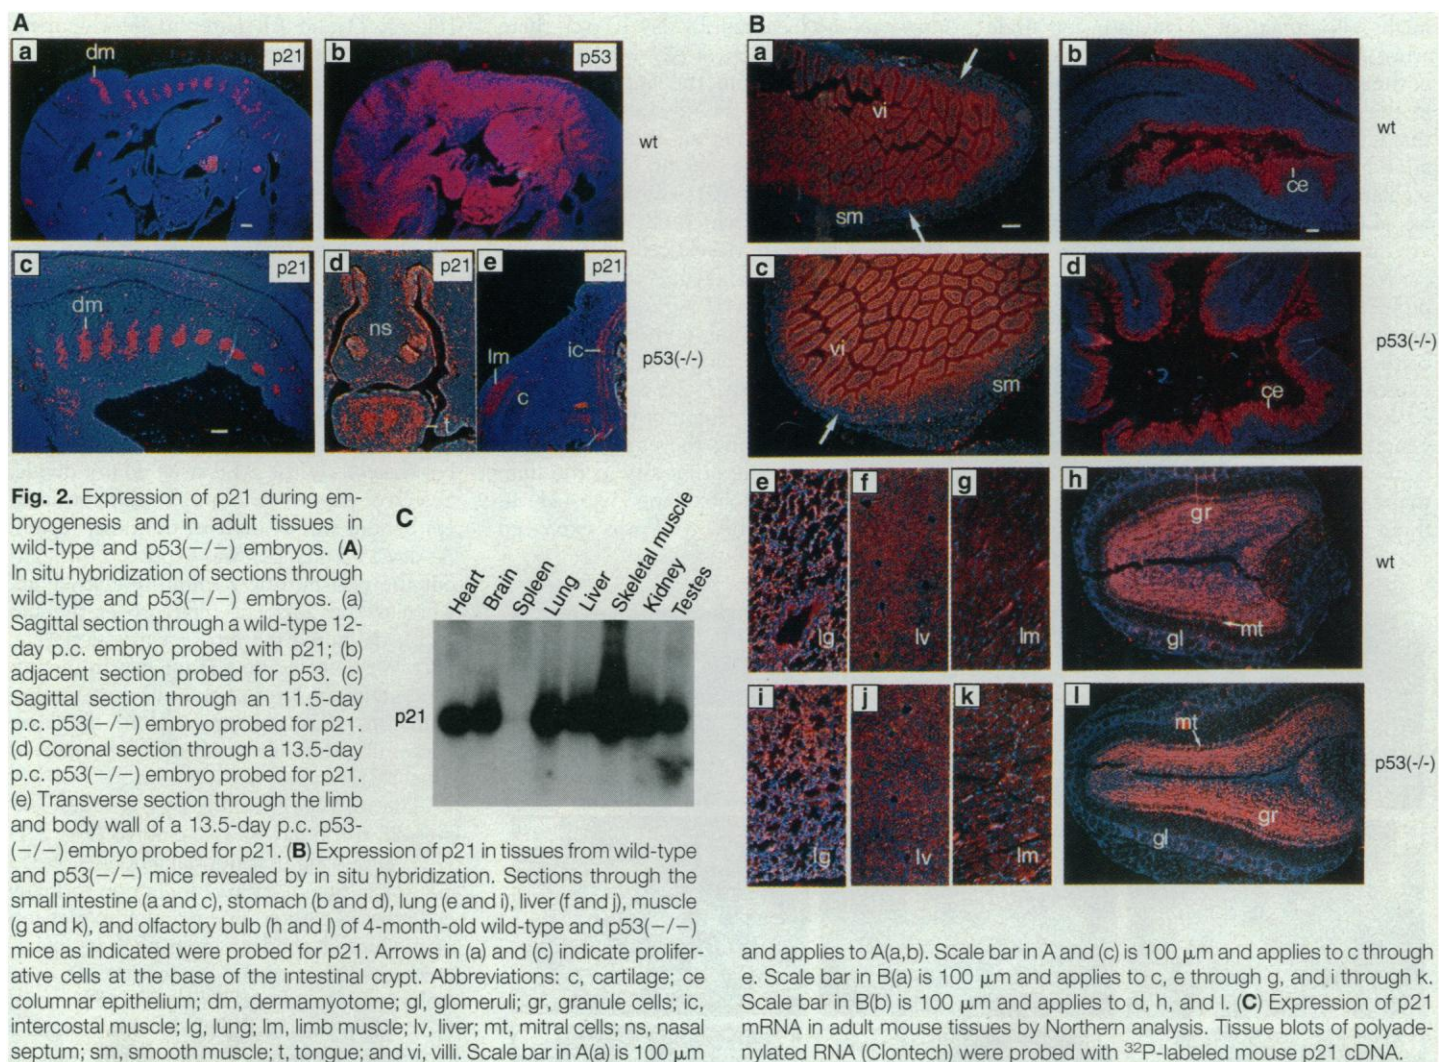 A
a
dm
p21
b
p53
wt
c
dm
p21
d
p21
ns
t
e
p21
lm
ic
c
p53(-/-)
B
a
vi
sm
b
ce
wt
c
vi
sm
d
ce
p53(-/-)
e
lg
f
lv
g
lm
h
gr
mt
gl
wt
i
lg
j
lv
k
lm
l
mt
gr
gl
p53(-/-)
C
Heart
Brain
Spleen
Lung
Liver
Skeletal muscle
Kidney
Testes
p21
Fig. 2. Expression of p21 during em-
bryogenesis and in adult tissues in
wild-type and p53(−/−) embryos. (A)
In situ hybridization of sections through
wild-type and p53(−/−) embryos. (a)
Sagittal section through a wild-type 12-
day p.c. embryo probed with p21; (b)
adjacent section probed for p53. (c)
Sagittal section through an 11.5-day
p.c. p53(−/−) embryo probed for p21.
(d) Coronal section through a 13.5-day
p.c. p53(−/−) embryo probed for p21.
(e) Transverse section through the limb
and body wall of a 13.5-day p.c. p53-
(−/−) embryo probed for p21. (B) Expression of p21 in tissues from wild-type
and p53(−/−) mice revealed by in situ hybridization. Sections through the
small intestine (a and c), stomach (b and d), lung (e and i), liver (f and j), muscle
(g and k), and olfactory bulb (h and l) of 4-month-old wild-type and p53(−/−)
mice as indicated were probed for p21. Arrows in (a) and (c) indicate prolifer-
ative cells at the base of the intestinal crypt. Abbreviations: c, cartilage; ce
columnar epithelium; dm, dermamyotome; gl, glomeruli; gr, granule cells; ic,
intercostal muscle; lg, lung; lm, limb muscle; lv, liver; mt, mitral cells; ns, nasal
septum; sm, smooth muscle; t, tongue; and vi, villi. Scale bar in A(a) is 100 μm
and applies to A(a,b). Scale bar in A and (c) is 100 μm and applies to c through
e. Scale bar in B(a) is 100 μm and applies to c, e through g, and i through k.
Scale bar in B(b) is 100 μm and applies to d, h, and l. (C) Expression of p21
mRNA in adult mouse tissues by Northern analysis. Tissue blots of polyade-
nylated RNA (Clontech) were probed with ³²P-labeled mouse p21 cDNA.